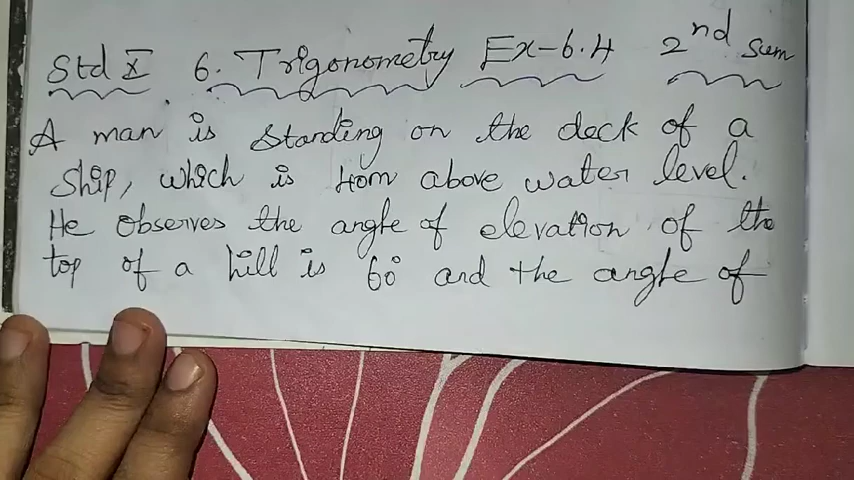 Std X 6. Trigonometry Ex-6.4 2nd sum
A man is standing on the deck of a
ship, which is 40m above water level.
He observes the angle of elevation of the
top of a hill is 60° and the angle of